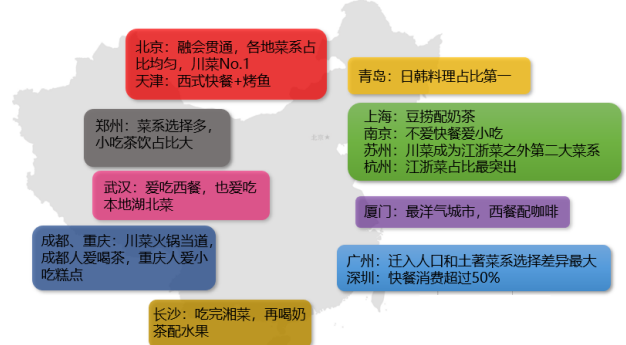 北京：融会贯通，各地菜系占
比均匀，川菜No.1
天津：西式快餐+烤鱼
青岛：日韩料理占比第一
郑州：菜系选择多，
小吃茶饮占比大
上海：豆捞配奶茶
南京：不爱快餐爱小吃
苏州：川菜成为江浙菜之外第二大菜系
杭州：江浙菜占比最突出
武汉：爱吃西餐，也爱吃
本地湖北菜
厦门：最洋气城市，西餐配咖啡
成都、重庆：川菜火锅当道，
成都人爱喝茶，重庆人爱小
吃糕点
广州：迁入人口和土著菜系选择差异最大
深圳：快餐消费超过50%
长沙：吃完湘菜，再喝奶
茶配水果